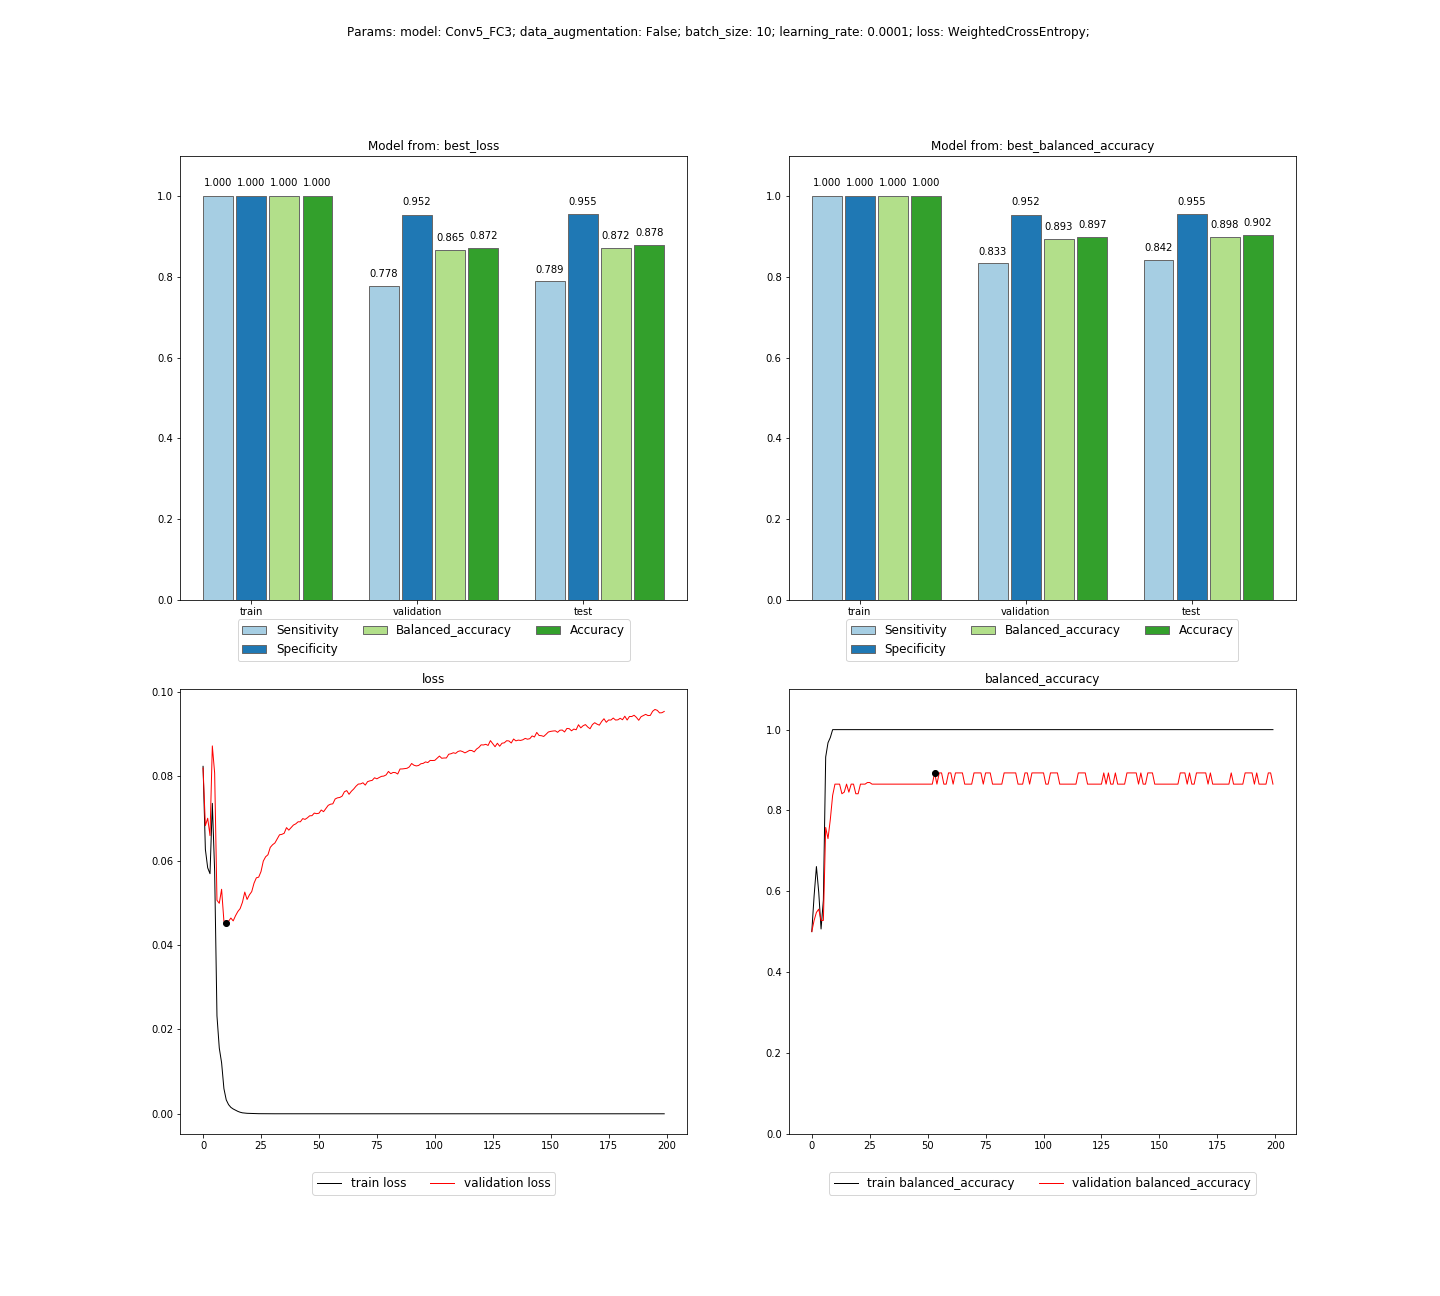 Params: model: Conv5_FC3; data_augmentation: False; batch_size: 10; learning_rate: 0.0001; loss: WeightedCrossEntropy;
Model from: best_loss
1.000 1.000 1.000 1.000
0.778 0.952 0.865 0.872
0.789 0.955 0.872 0.878
1.0
0.8
0.6
0.4
0.2
0.0
train validation test
Sensitivity Balanced_accuracy Accuracy
Specificity
Model from: best_balanced_accuracy
1.000 1.000 1.000 1.000
0.833 0.952 0.893 0.897
0.842 0.955 0.898 0.902
1.0
0.8
0.6
0.4
0.2
0.0
train validation test
Sensitivity Balanced_accuracy Accuracy
Specificity
loss
0.10
0.08
0.06
0.04
0.02
0.00
0 25 50 75 100 125 150 175 200
train loss validation loss
balanced_accuracy
1.0
0.8
0.6
0.4
0.2
0.0
0 25 50 75 100 125 150 175 200
train balanced_accuracy validation balanced_accuracy